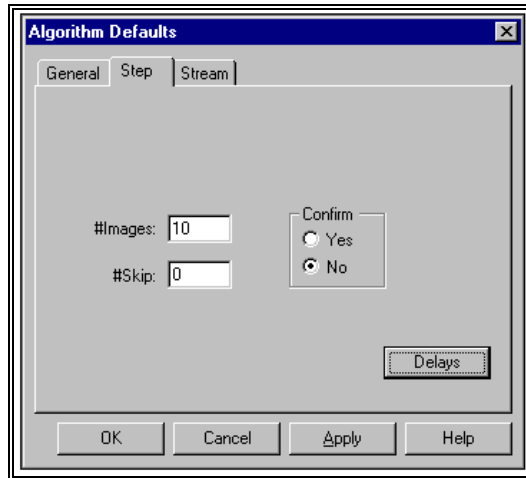 Algorithm Defaults
General Step Stream
#Images: 10
#Skip: 0
Confirm
Yes
No
Delays
OK Cancel Apply Help